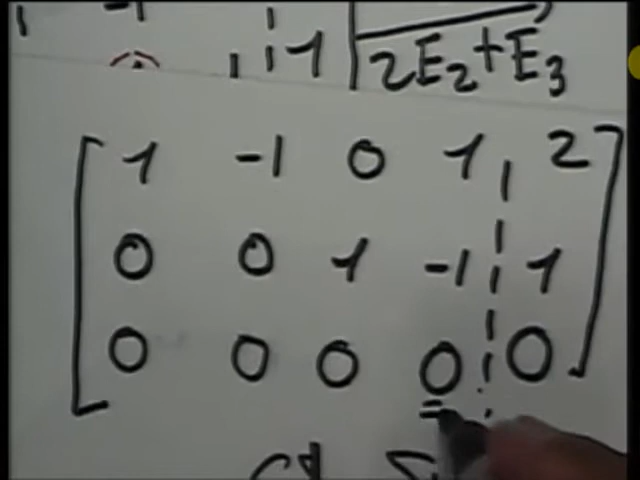 -1
1 2E₂+E₃
1 -1 0 1 2
0 0 1 -1 1
0 0 0 0 0